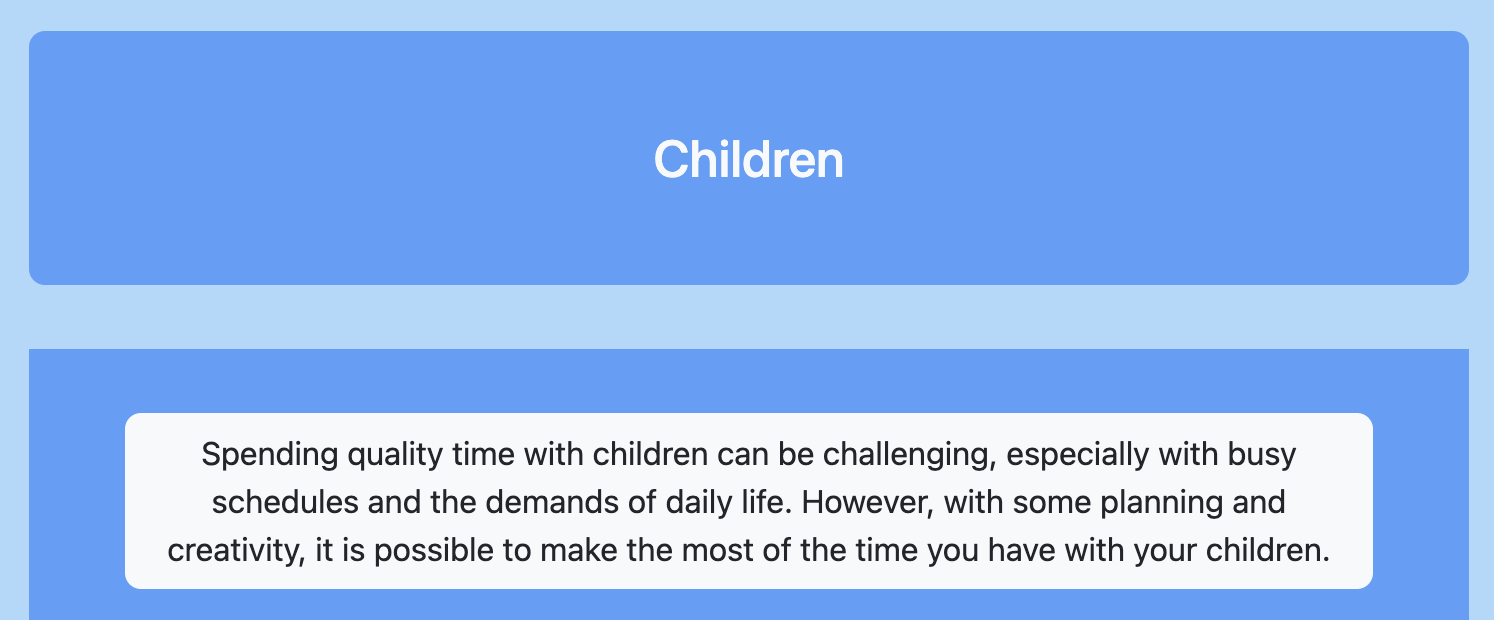 Children
Spending quality time with children can be challenging, especially with busy
schedules and the demands of daily life. However, with some planning and
creativity, it is possible to make the most of the time you have with your children.